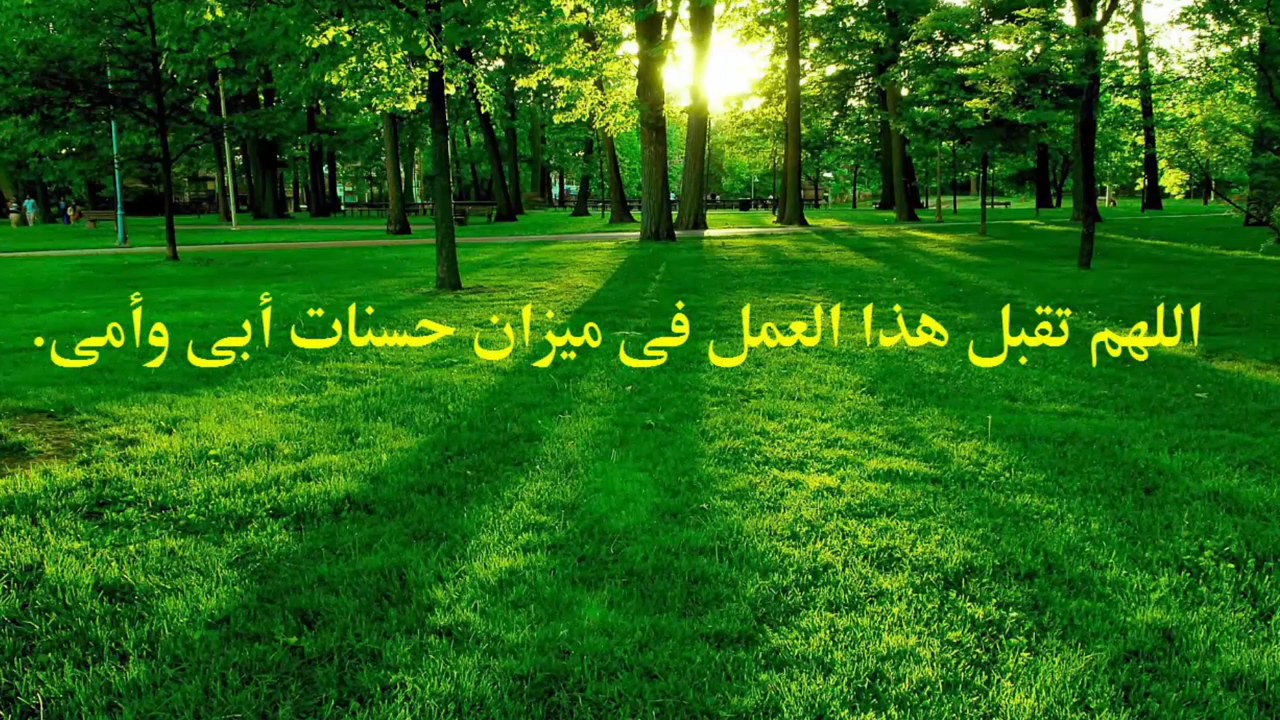 اللهم تقبل هذا العمل فى ميزان حسنات أبى وأمى.